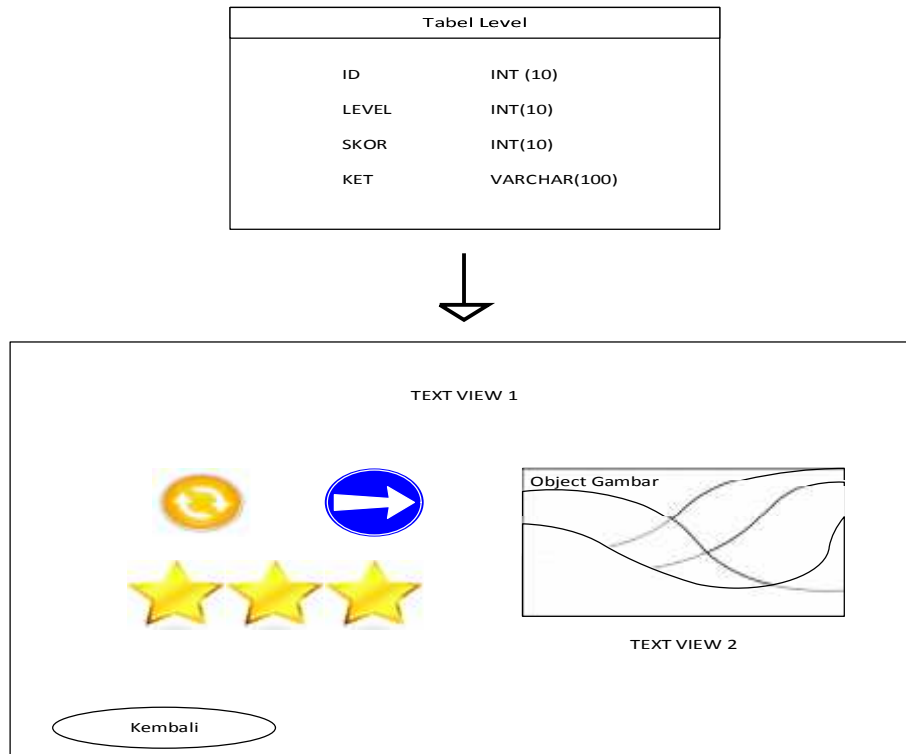 Tabel Level
ID INT (10)
LEVEL INT(10)
SKOR INT(10)
KET VARCHAR(100)
TEXT VIEW 1
Object Gambar
TEXT VIEW 2
Kembali